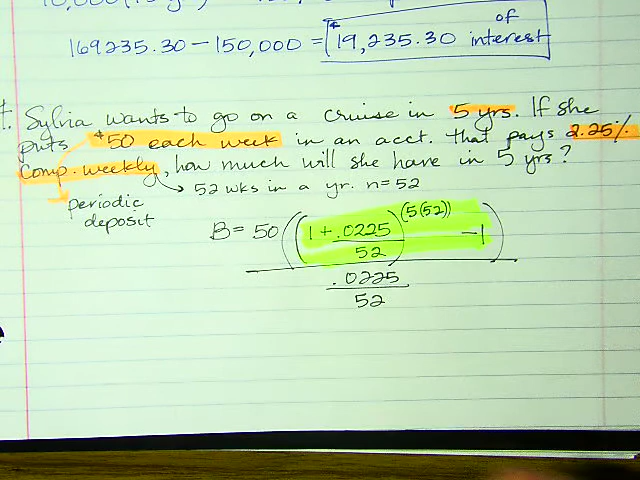 169235.30 - 150,000 = $19,235.30 of interest
Sylvia wants to go on a cruise in 5 yrs. If she
puts $50 each week in an acct. that pays 2.25%
comp. weekly, how much will she have in 5 yrs?
52 wks in a yr. n=52
periodic
deposit
B = 50((1 + .0225/52)^(5(52)) - 1)
.0225
52